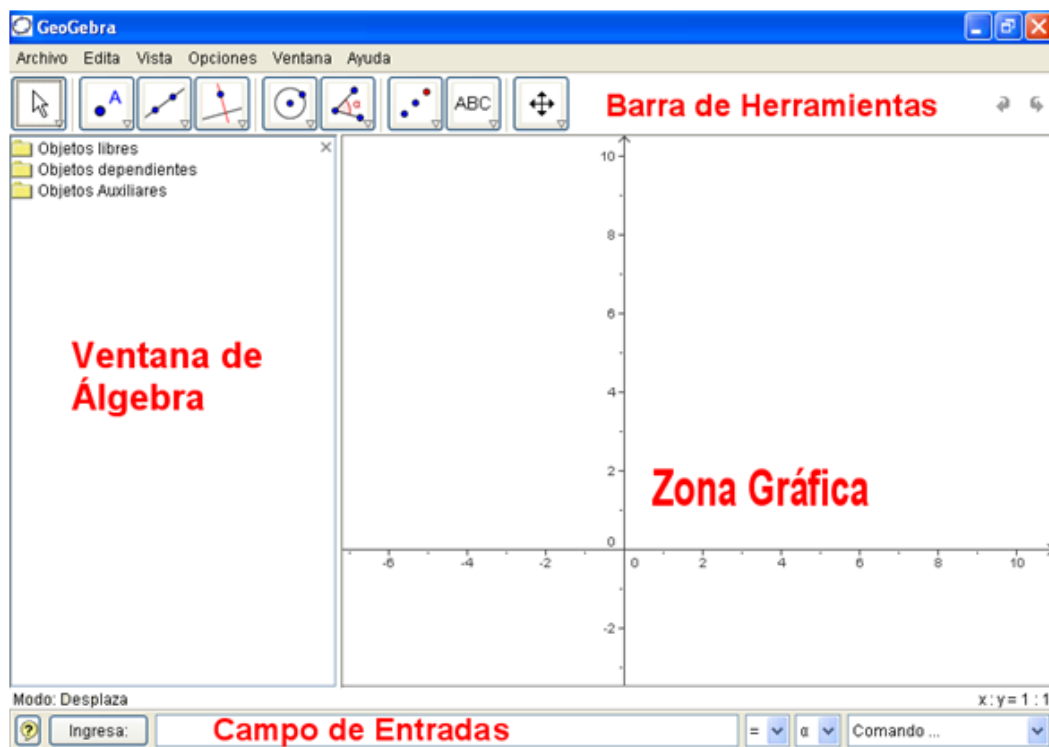 GeoGebra
Archivo Edita Vista Opciones Ventana Ayuda
A
α
ABC
Barra de Herramientas
Objetos libres
Objetos dependientes
Objetos Auxiliares
Ventana de
Álgebra
10
8
6
4
2
0
-6 -4 -2 0 2 4 6 8 10
-2
Zona Gráfica
Modo: Desplaza x : y = 1 : 1
? Ingresa: Campo de Entradas = α Comando ...